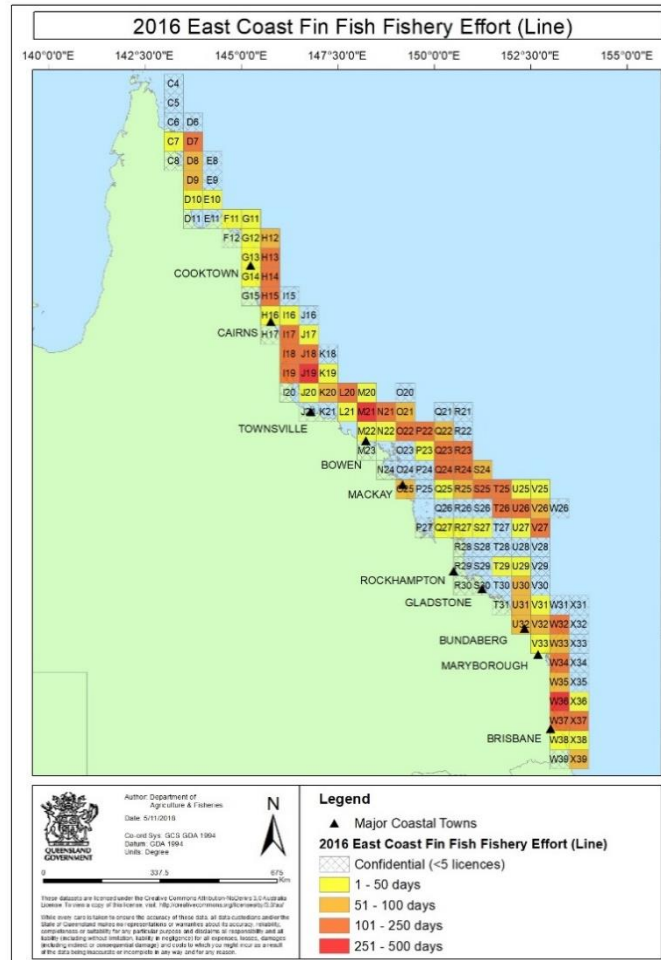 2016 East Coast Fin Fish Fishery Effort (Line)
140°0'0"E 142°30'0"E 145°0'0"E 147°30'0"E 150°0'0"E 152°30'0"E 155°0'0"E
C4
C5
C6 D6
C7 D7
C8 D8 E8
D9 E9
D10 E10
D11 E11 F11 G11
F12 G12 H12
G13 H13
COOKTOWN
G14 H14
G15 H15 I15
H16 I16 J16
CAIRNS
H17 I17 J17
I18 J18 K18
I19 J19 K19
I20 J20 K20 L20 M20 O20
K21 L21 M21 N21 O21 Q21 R21
TOWNSVILLE
M22 N22 O22 P22 Q22 R22
M23 O23 P23 Q23 R23
BOWEN
N24 O24 P24 Q24 R24 S24
MACKAY
O25 P25 Q25 R25 S25 T25 U25 V25
Q26 R26 S26 T26 U26 V26 W26
P27 Q27 R27 S27 T27 U27 V27
R28 S28 T28 U28 V28
R29 S29 T29 U29 V29
ROCKHAMPTON
R30 S30 T30 U30 V30
GLADSTONE
T31 U31 V31 W31 X31
U32 V32 W32 X32
BUNDABERG
V33 W33 X33
MARYBOROUGH
W34 X34
W35 X35
W36 X36
W37 X37
BRISBANE
W38 X38
W39 X39
QUEENSLAND
GOVERNMENT
Author: Department of
Agriculture & Fisheries
Date: 5/11/2018
Co-ord Sys: GCS GDA 1994
Datum: GDA 1994
Units: Degree
N
0 337.5 675
Km
Legend
Major Coastal Towns
2016 East Coast Fin Fish Fishery Effort (Line)
Confidential (<5 licences)
1 - 50 days
51 - 100 days
101 - 250 days
251 - 500 days